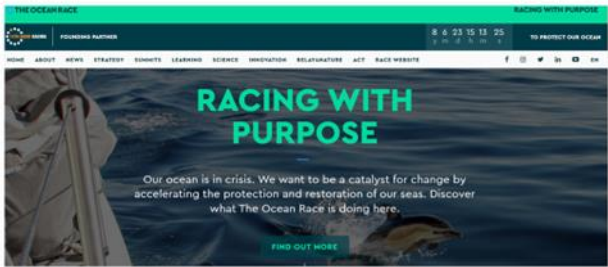 THE OCEAN RACE
RACING WITH PURPOSE
FOUNDING PARTNER
8 6 23 15 13 25
y m d h m s
TO PROTECT OUR OCEAN
HOME ABOUT NEWS STRATEGY SUMMITS LEARNING SCIENCE INNOVATION RELAY4NATURE ACT RACE WEBSITE
EN
RACING WITH
PURPOSE
Our ocean is in crisis. We want to be a catalyst for change by
accelerating the protection and restoration of our seas. Discover
what The Ocean Race is doing here.
FIND OUT MORE